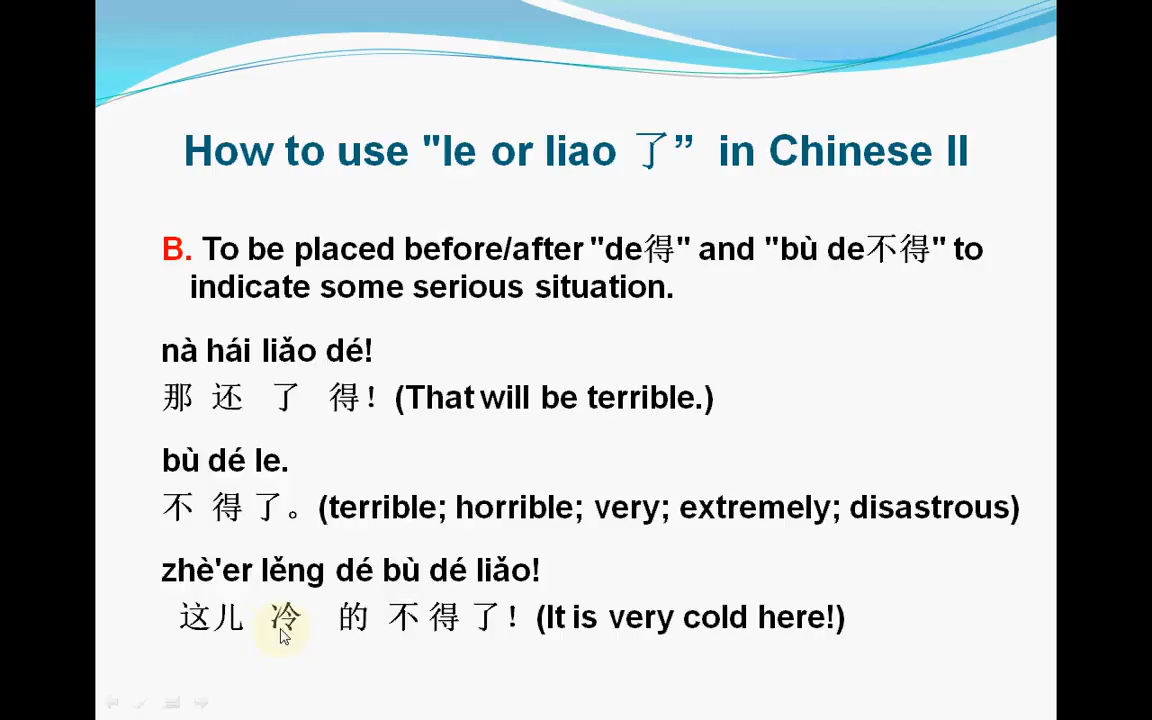 How to use "le or liao 了” in Chinese II
B. To be placed before/after "de得" and "bù de不得" to
indicate some serious situation.
nà hái liǎo dé!
那 还 了 得！(That will be terrible.)
bù dé le.
不 得 了。(terrible; horrible; very; extremely; disastrous)
zhè'er lěng dé bù dé liǎo!
这儿 冷 的 不 得 了！(It is very cold here!)